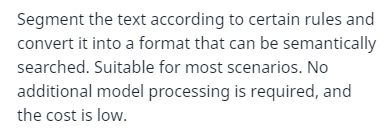 Segment the text according to certain rules and
convert it into a format that can be semantically
searched. Suitable for most scenarios. No
additional model processing is required, and
the cost is low.